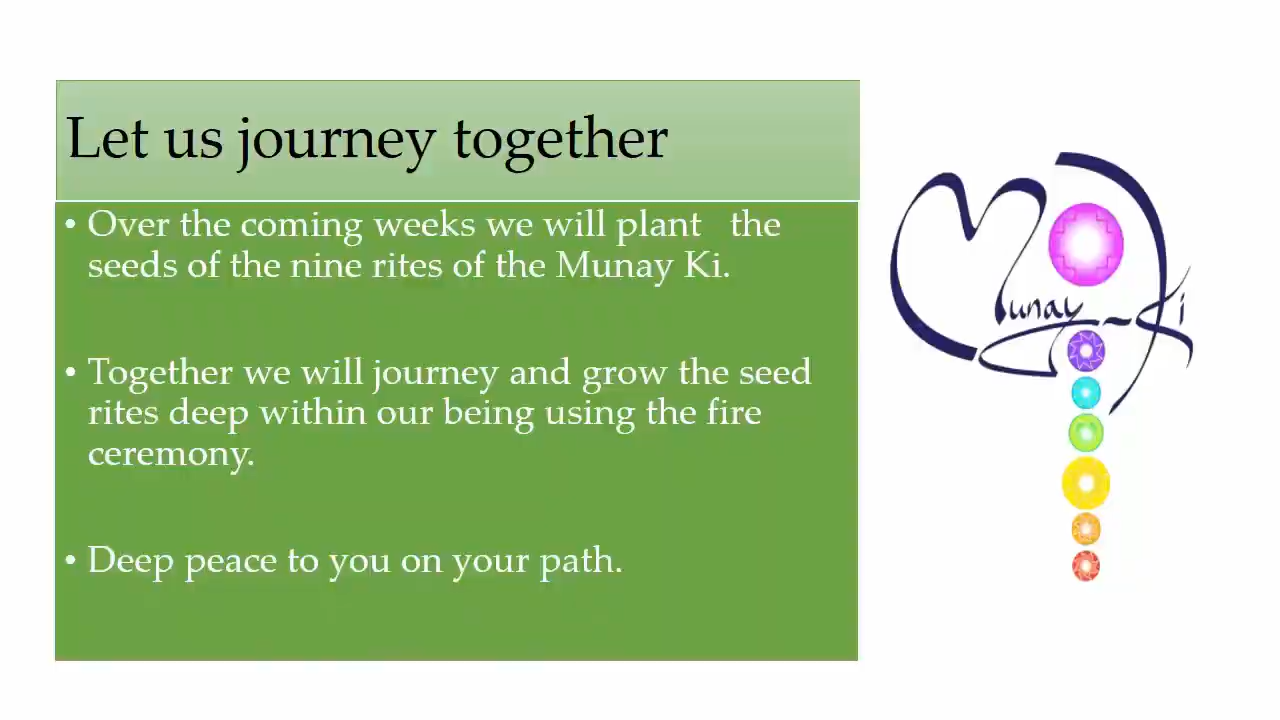 Let us journey together
• Over the coming weeks we will plant   the
seeds of the nine rites of the Munay Ki.
• Together we will journey and grow the seed
rites deep within our being using the fire
ceremony.
• Deep peace to you on your path.
Munay-Ki